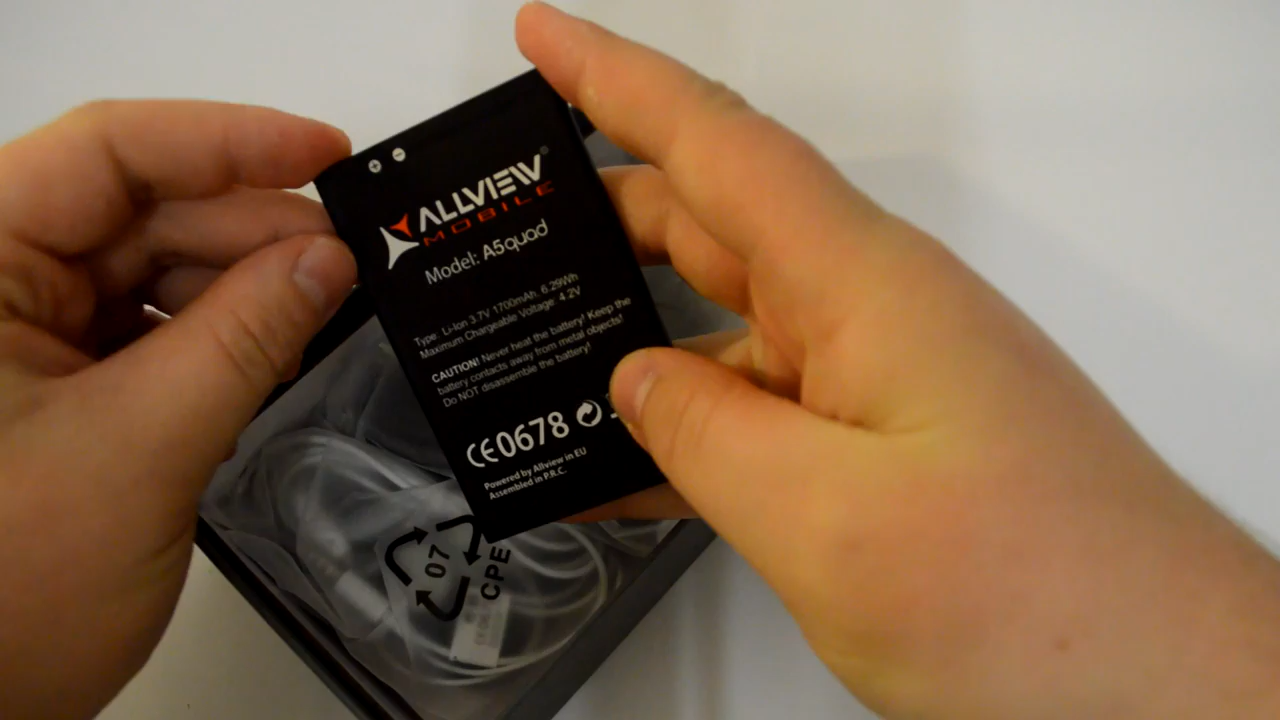 ALLVIEW®
MOBILE
Model: A5quad
Type: Li-Ion 3.7V 1700mAh, 6.29Wh
Maximum Chargeable Voltage: 4.2V
CAUTION! Never heat the battery! Keep the
battery contacts away from metal objects!
Do NOT disassemble the battery!
CE0678
Powered by Allview in EU
Assembled in P.R.C.
07
CPE